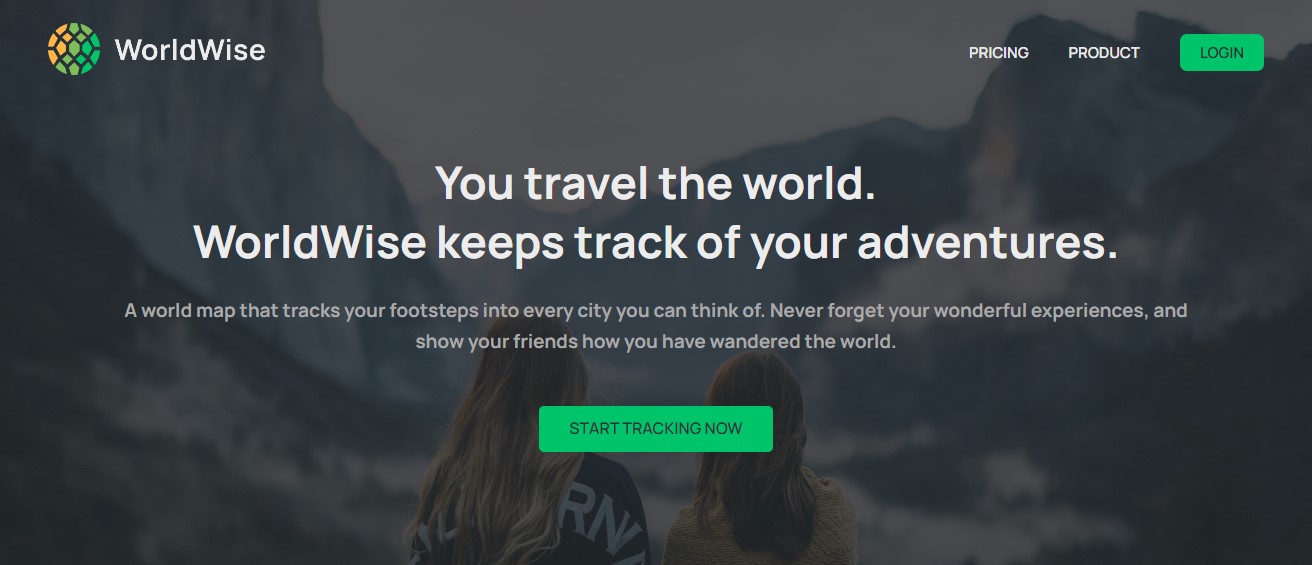 WorldWise
PRICING
PRODUCT
LOGIN
You travel the world.
WorldWise keeps track of your adventures.
A world map that tracks your footsteps into every city you can think of. Never forget your wonderful experiences, and
show your friends how you have wandered the world.
START TRACKING NOW
RNI